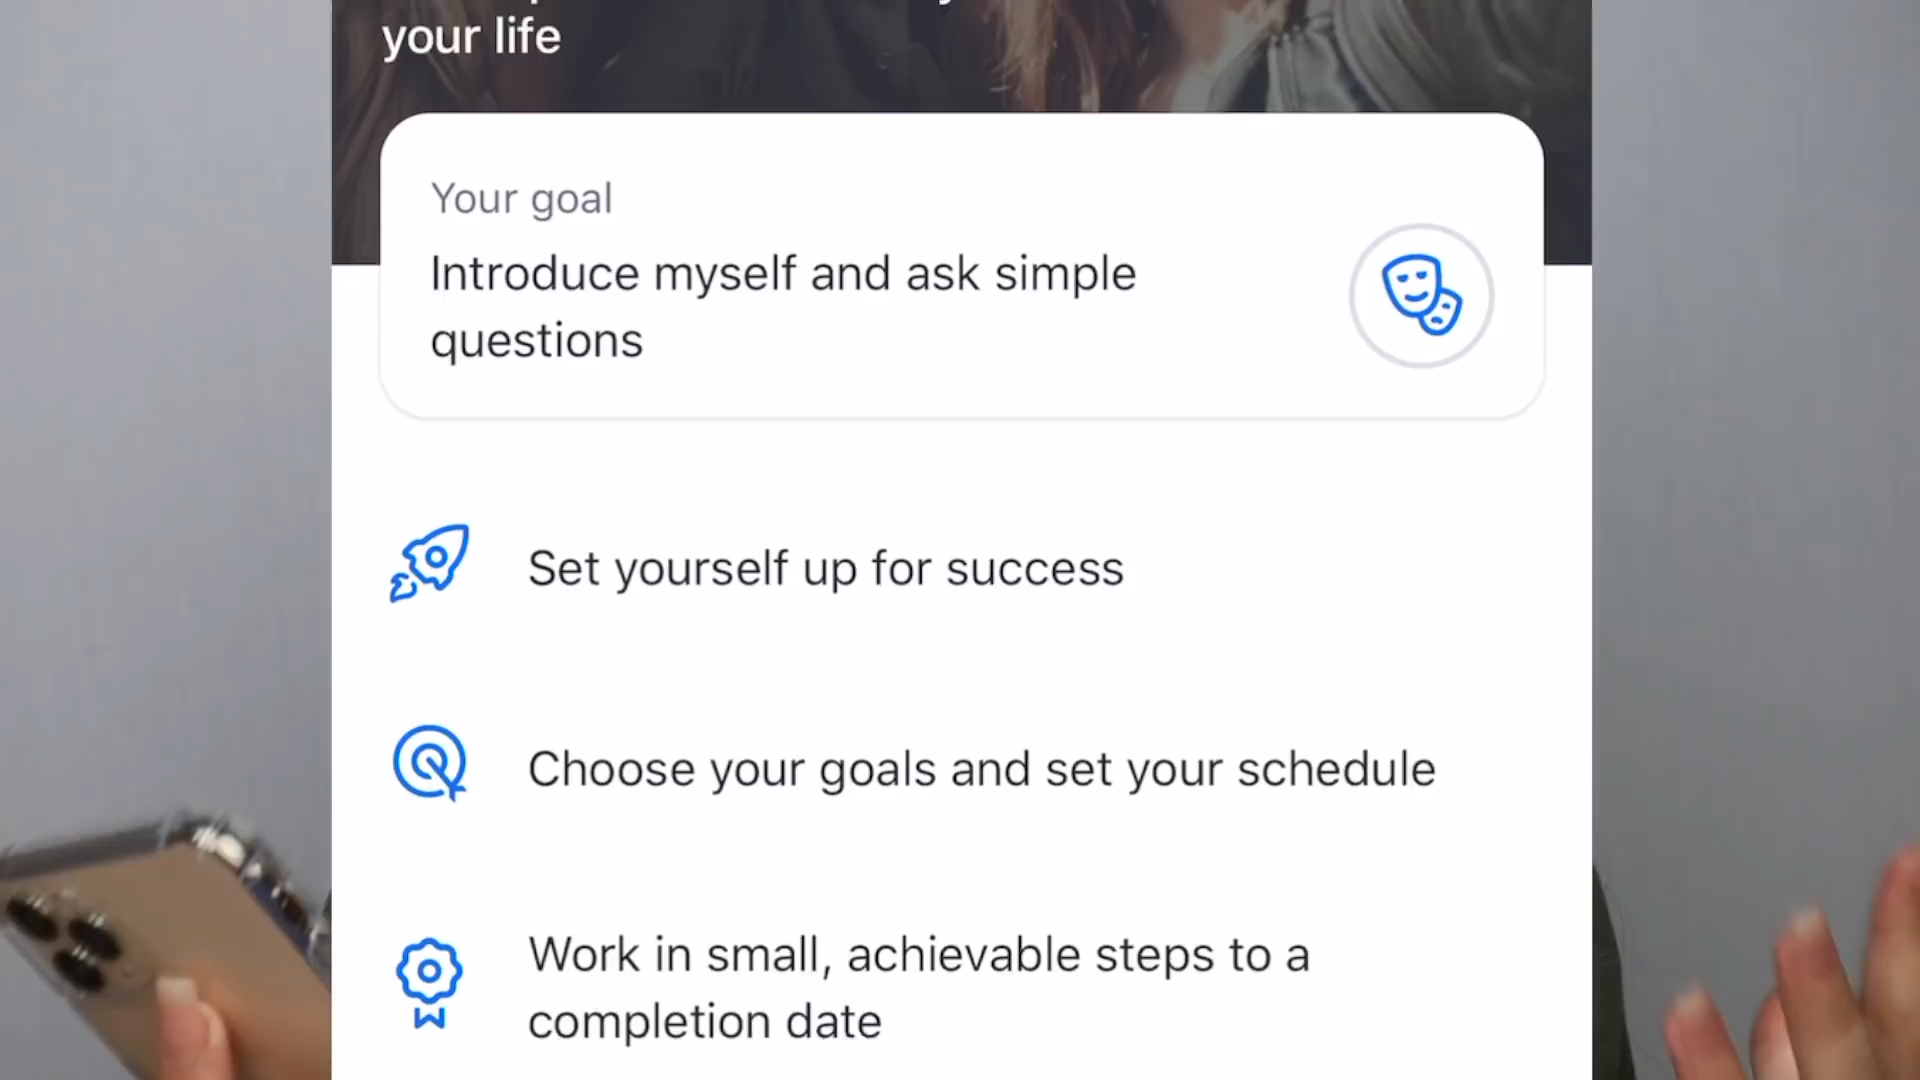 your life
Your goal
Introduce myself and ask simple
questions
Set yourself up for success
Choose your goals and set your schedule
Work in small, achievable steps to a
completion date